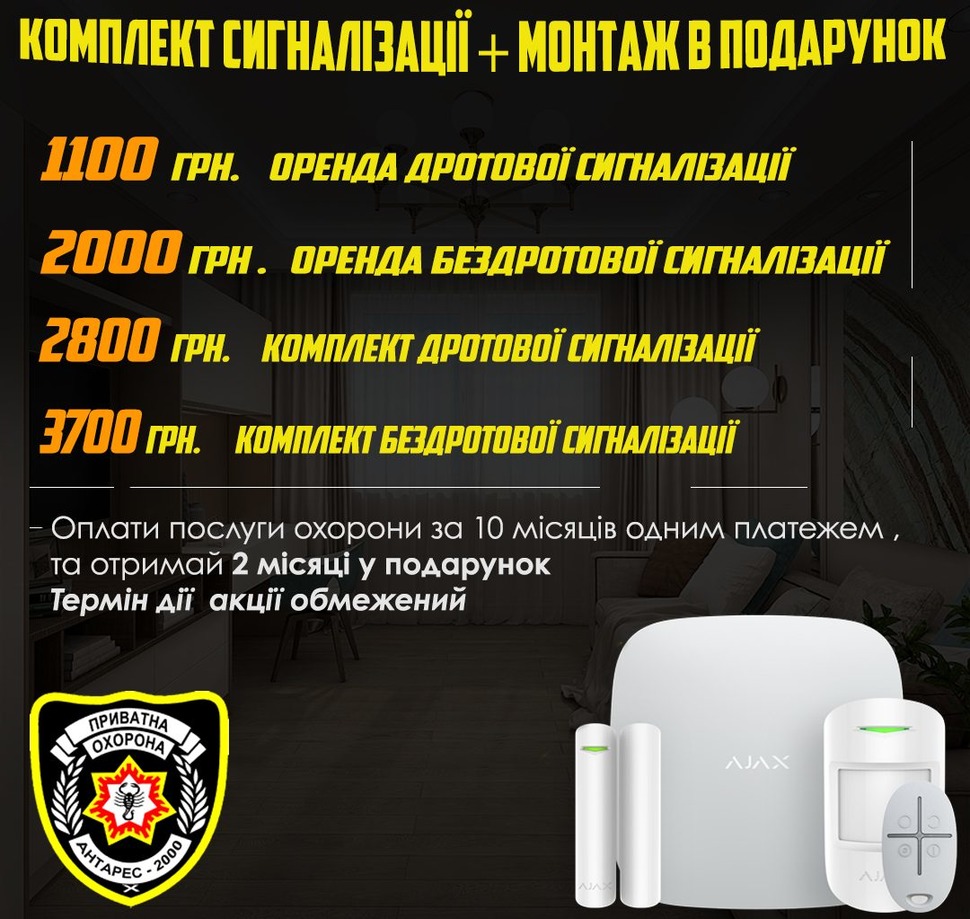 КОМПЛЕКТ СИГНАЛІЗАЦІЇ + МОНТАЖ В ПОДАРУНОК
1100 ГРН. ОРЕНДА ДРОТОВОЇ СИГНАЛІЗАЦІЇ
2000 ГРН. ОРЕНДА БЕЗДРОТОВОЇ СИГНАЛІЗАЦІЇ
2800 ГРН. КОМПЛЕКТ ДРОТОВОЇ СИГНАЛІЗАЦІЇ
3700 ГРН. КОМПЛЕКТ БЕЗДРОТОВОЇ СИГНАЛІЗАЦІЇ
– Оплати послуги охорони за 10 місяців одним платежем ,
та отримай 2 місяці у подарунок
Термін дії акції обмежений
ПРИВАТНА
ОХОРОНА
АНТАРЕС - 2000
AJAX
AJAX
AJ